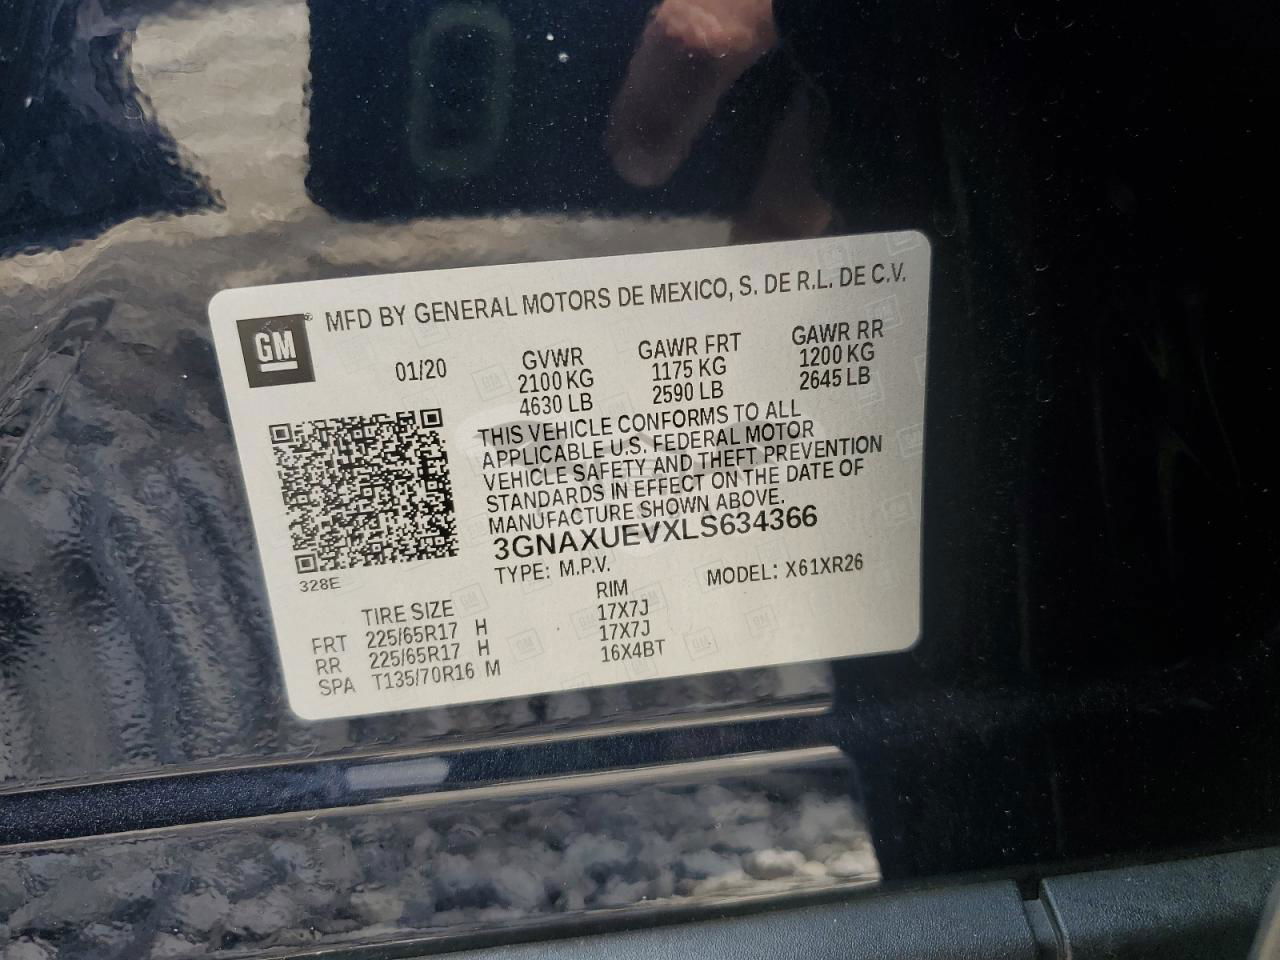 MFD BY GENERAL MOTORS DE MEXICO, S. DE R.L. DE C.V.
GM ®
01/20
GVWR
2100 KG
4630 LB
GAWR FRT
1175 KG
2590 LB
GAWR RR
1200 KG
2645 LB
THIS VEHICLE CONFORMS TO ALL
APPLICABLE U.S. FEDERAL MOTOR
VEHICLE SAFETY AND THEFT PREVENTION
STANDARDS IN EFFECT ON THE DATE OF
MANUFACTURE SHOWN ABOVE.
3GNAXUEVXLS634366
TYPE: M.P.V.
MODEL: X61XR26
328E
TIRE SIZE RIM
FRT 225/65R17 H 17X7J
RR 225/65R17 H 17X7J
SPA T135/70R16 M 16X4BT